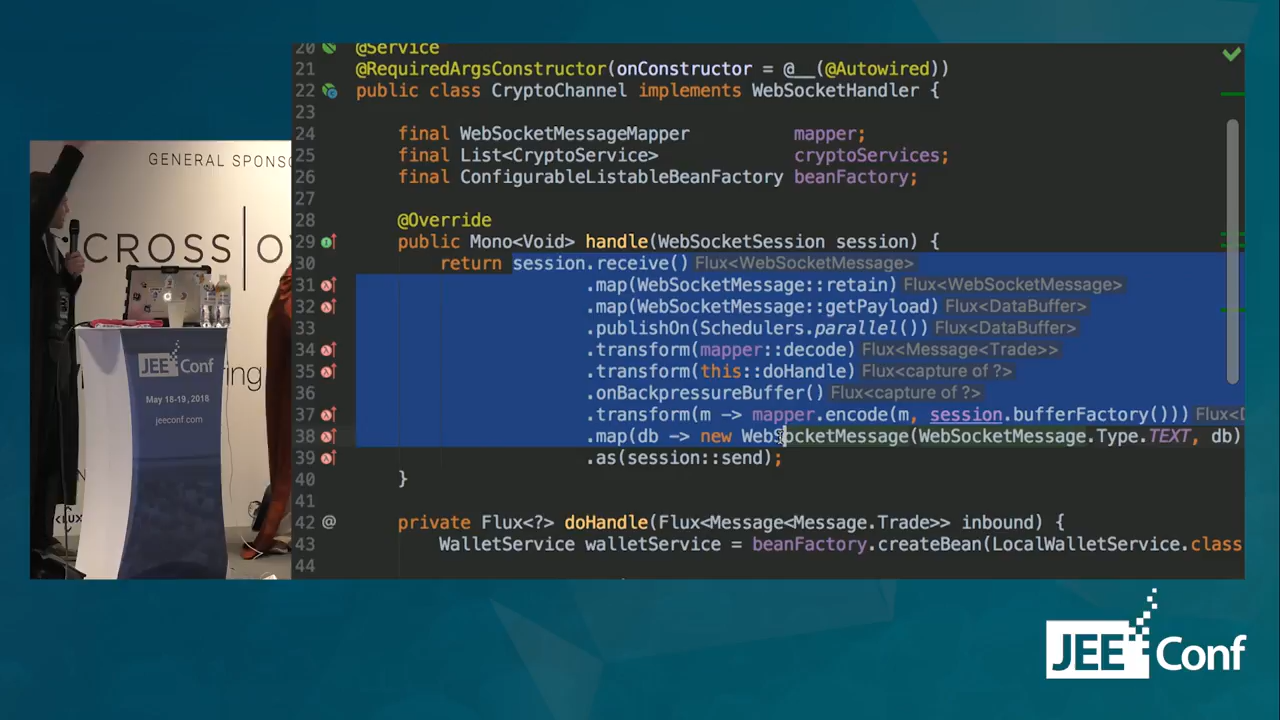 GENERAL SPONS
CROSS|O
ing
JEE Conf
May 18-19, 2018
jeeconf.com
20 @Service
21 @RequiredArgsConstructor(onConstructor = @__(@Autowired))
22 public class CryptoChannel implements WebSocketHandler {
23
24 final WebSocketMessageMapper mapper;
25 final List<CryptoService> cryptoServices;
26 final ConfigurableListableBeanFactory beanFactory;
27
28 @Override
29 public Mono<Void> handle(WebSocketSession session) {
30 return session.receive() Flux<WebSocketMessage>
31 .map(WebSocketMessage::retain) Flux<WebSocketMessage>
32 .map(WebSocketMessage::getPayload) Flux<DataBuffer>
33 .publishOn(Schedulers.parallel()) Flux<DataBuffer>
34 .transform(mapper::decode) Flux<Message<Trade>>
35 .transform(this::doHandle) Flux<capture of ?>
36 .onBackpressureBuffer() Flux<capture of ?>
37 .transform(m -> mapper.encode(m, session.bufferFactory())) Flux<D
38 .map(db -> new WebSocketMessage(WebSocketMessage.Type.TEXT, db)
39 .as(session::send);
40 }
41
42 @ private Flux<?> doHandle(Flux<Message<Message.Trade>> inbound) {
43 WalletService walletService = beanFactory.createBean(LocalWalletService.class
44
JEE Conf